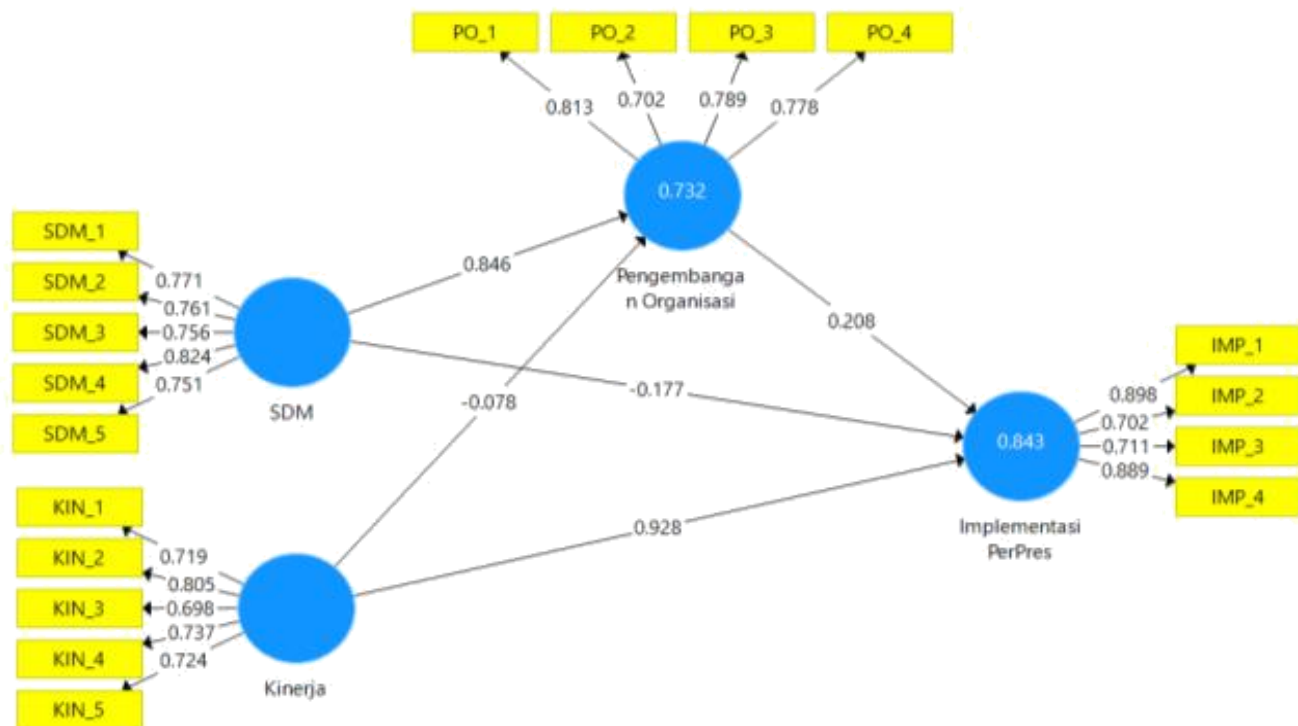 PO_1 PO_2 PO_3 PO_4
0.813 0.702 0.789 0.778
0.732
Pengembanga
n Organisasi
SDM_1
SDM_2
SDM_3
SDM_4
SDM_5
0.771
0.761
0.756
0.824
0.751
SDM
0.846
-0.177
-0.078
0.208
0.928
KIN_1
KIN_2
KIN_3
KIN_4
KIN_5
0.719
0.805
0.698
0.737
0.724
Kinerja
0.843
Implementasi
PerPres
0.898
0.702
0.711
0.889
IMP_1
IMP_2
IMP_3
IMP_4